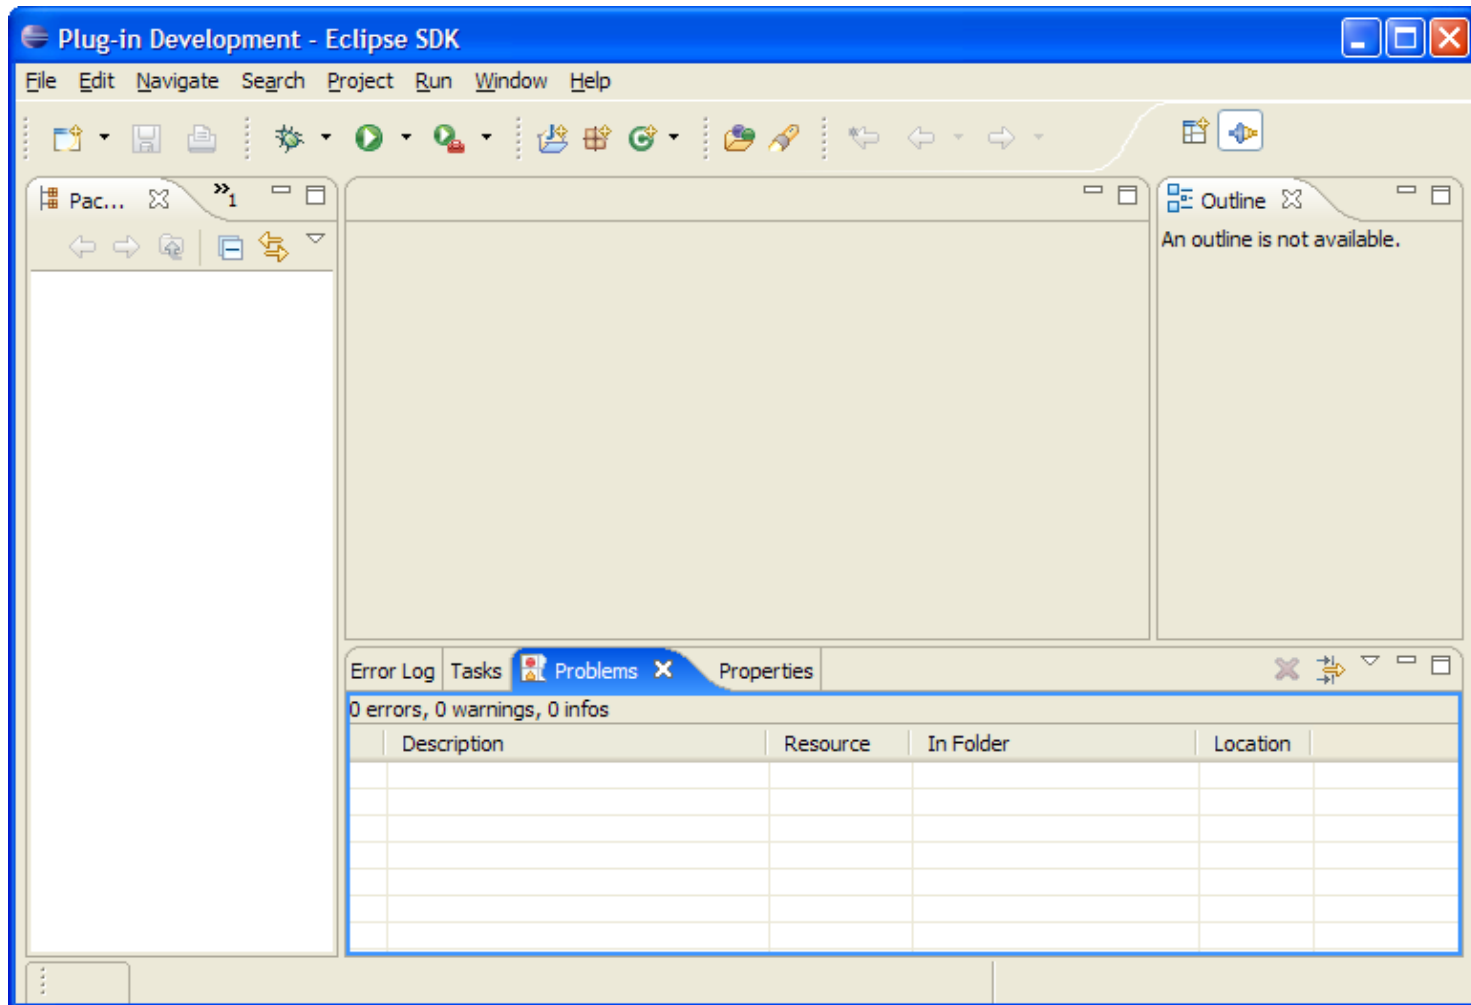 Plug-in Development - Eclipse SDK
File Edit Navigate Search Project Run Window Help
Pac... »1
Outline
An outline is not available.
Error Log Tasks Problems Properties
0 errors, 0 warnings, 0 infos
Description Resource In Folder Location